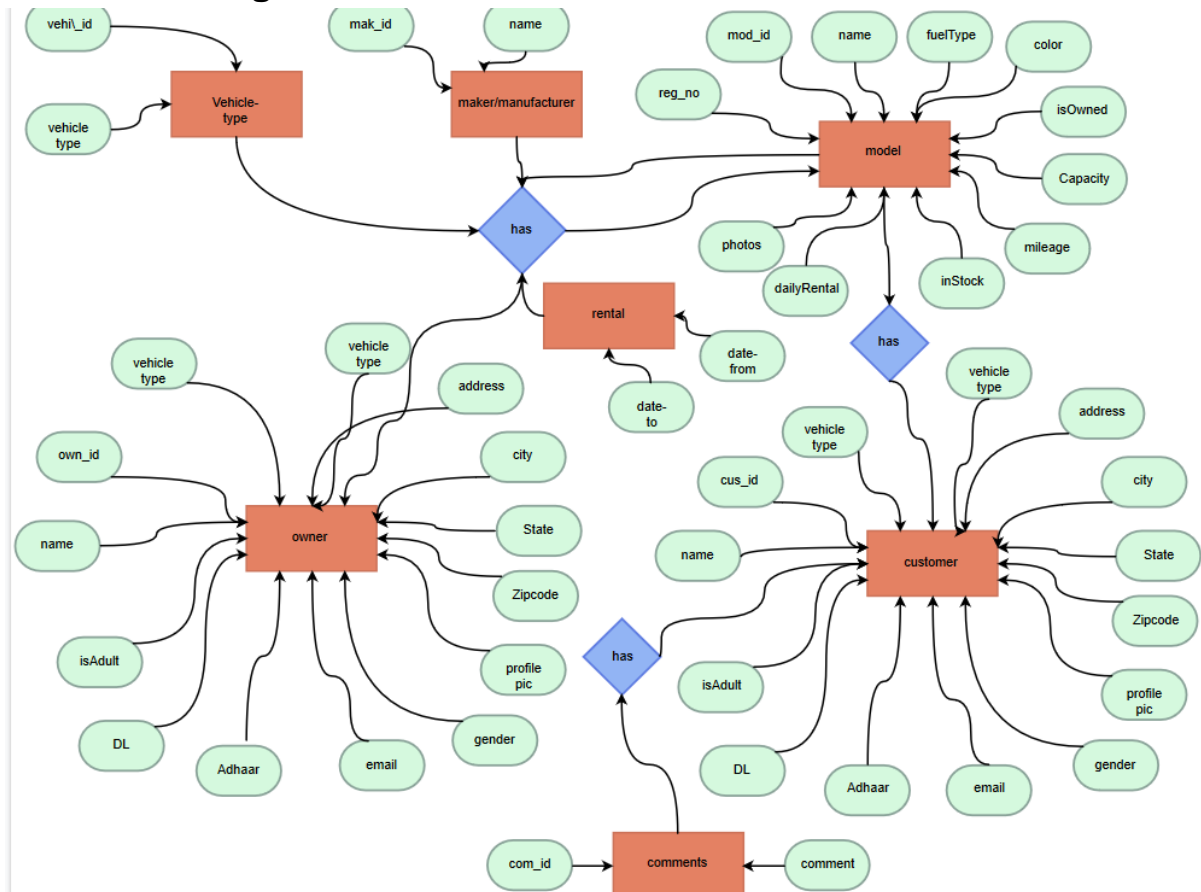 vehi\_id
mak_id
name
mod_id
name
fuelType
color
reg_no
isOwned
Vehicle-
type
maker/manufacturer
vehicle
type
model
Capacity
has
photos
mileage
dailyRental
inStock
rental
has
date-
from
date-
to
vehicle
type
vehicle
type
address
own_id
city
name
owner
State
Zipcode
isAdult
profile
pic
DL
Adhaar
email
gender
vehicle
type
vehicle
type
address
cus_id
city
name
customer
State
Zipcode
has
isAdult
profile
pic
DL
Adhaar
email
gender
com_id
comments
comment